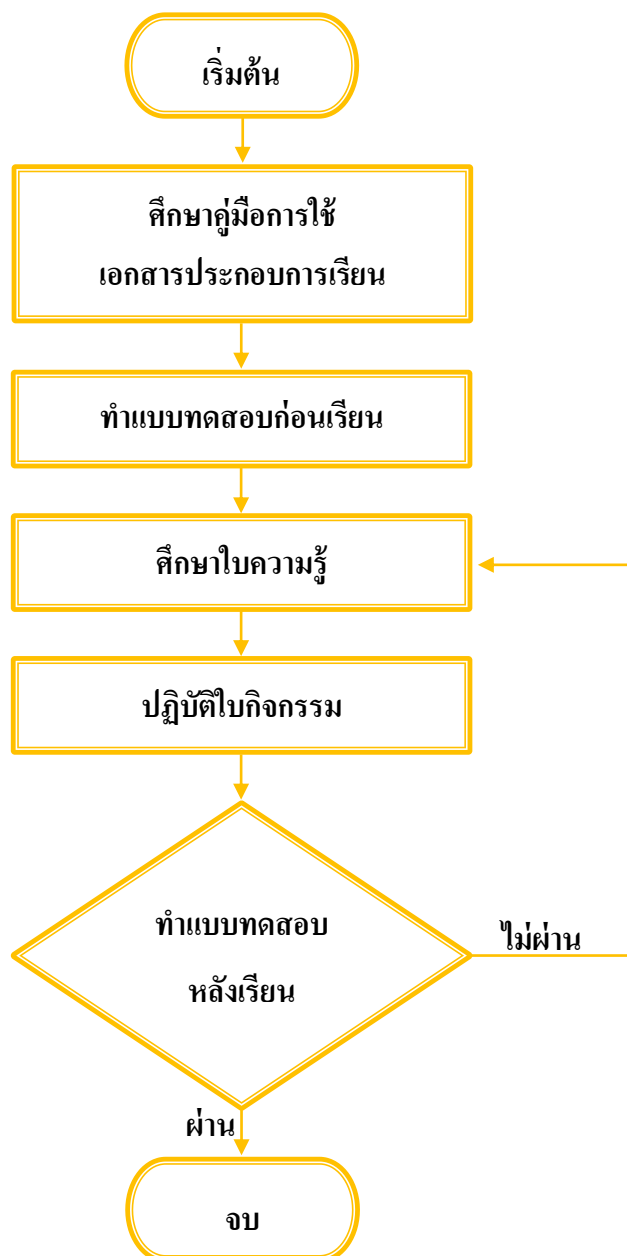 เริ่มต้น
ศึกษาคู่มือการใช้
เอกสารประกอบการเรียน
ทำแบบทดสอบก่อนเรียน
ศึกษาใบความรู้
ปฏิบัติใบกิจกรรม
ทำแบบทดสอบ
หลังเรียน
ไม่ผ่าน
ผ่าน
จบ